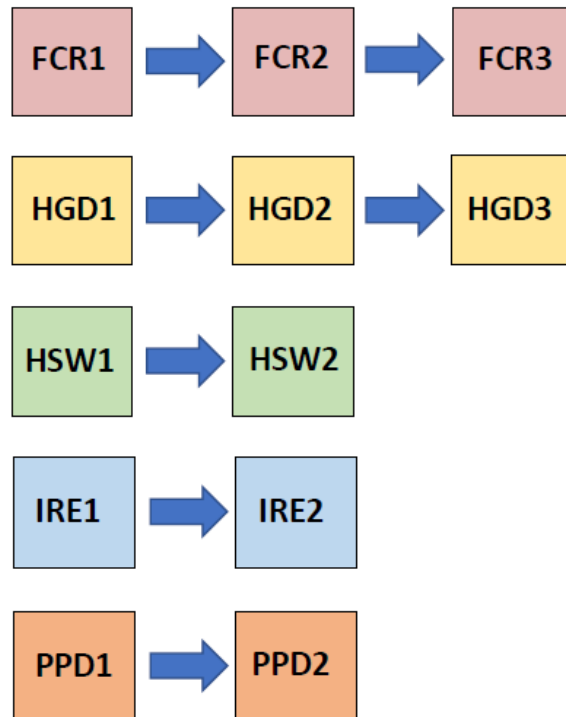 FCR1 FCR2 FCR3
HGD1 HGD2 HGD3
HSW1 HSW2
IRE1 IRE2
PPD1 PPD2